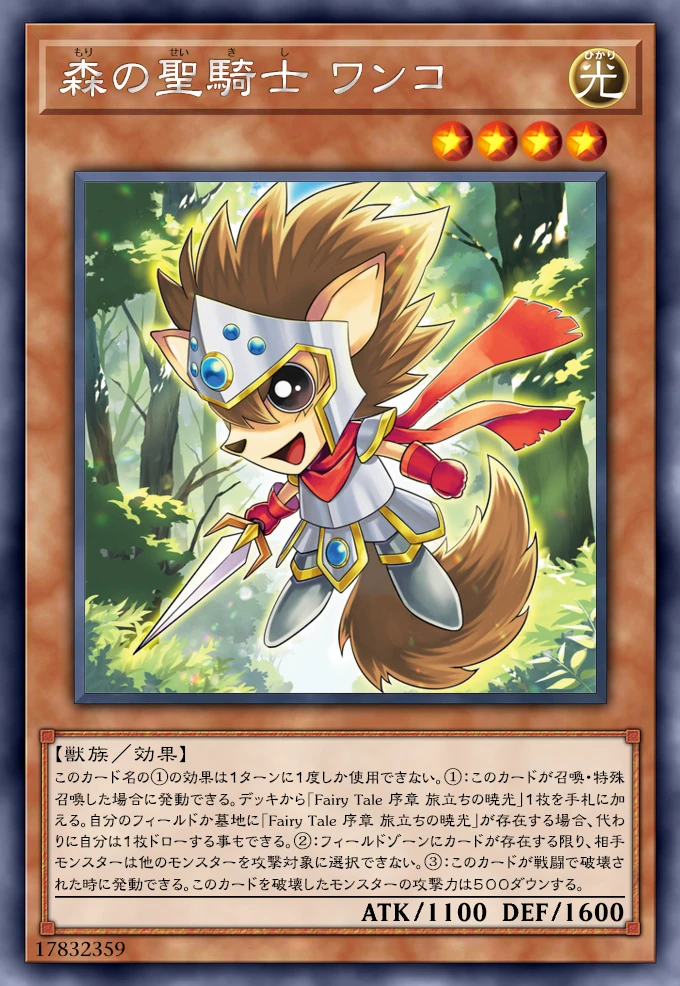 もり せい き し
森の聖騎士 ワンコ
ひかり
光
【獣族／効果】
このカード名の①の効果は1ターンに1度しか使用できない。①：このカードが召喚・特殊
召喚した場合に発動できる。デッキから「Fairy Tale 序章 旅立ちの暁光」1枚を手札に加
える。自分のフィールドか墓地に「Fairy Tale 序章 旅立ちの暁光」が存在する場合、代わ
りに自分は1枚ドローする事もできる。②：フィールドゾーンにカードが存在する限り、相手
モンスターは他のモンスターを攻撃対象に選択できない。③：このカードが戦闘で破壊さ
れた時に発動できる。このカードを破壊したモンスターの攻撃力は500ダウンする。
ATK/1100 DEF/1600
17832359